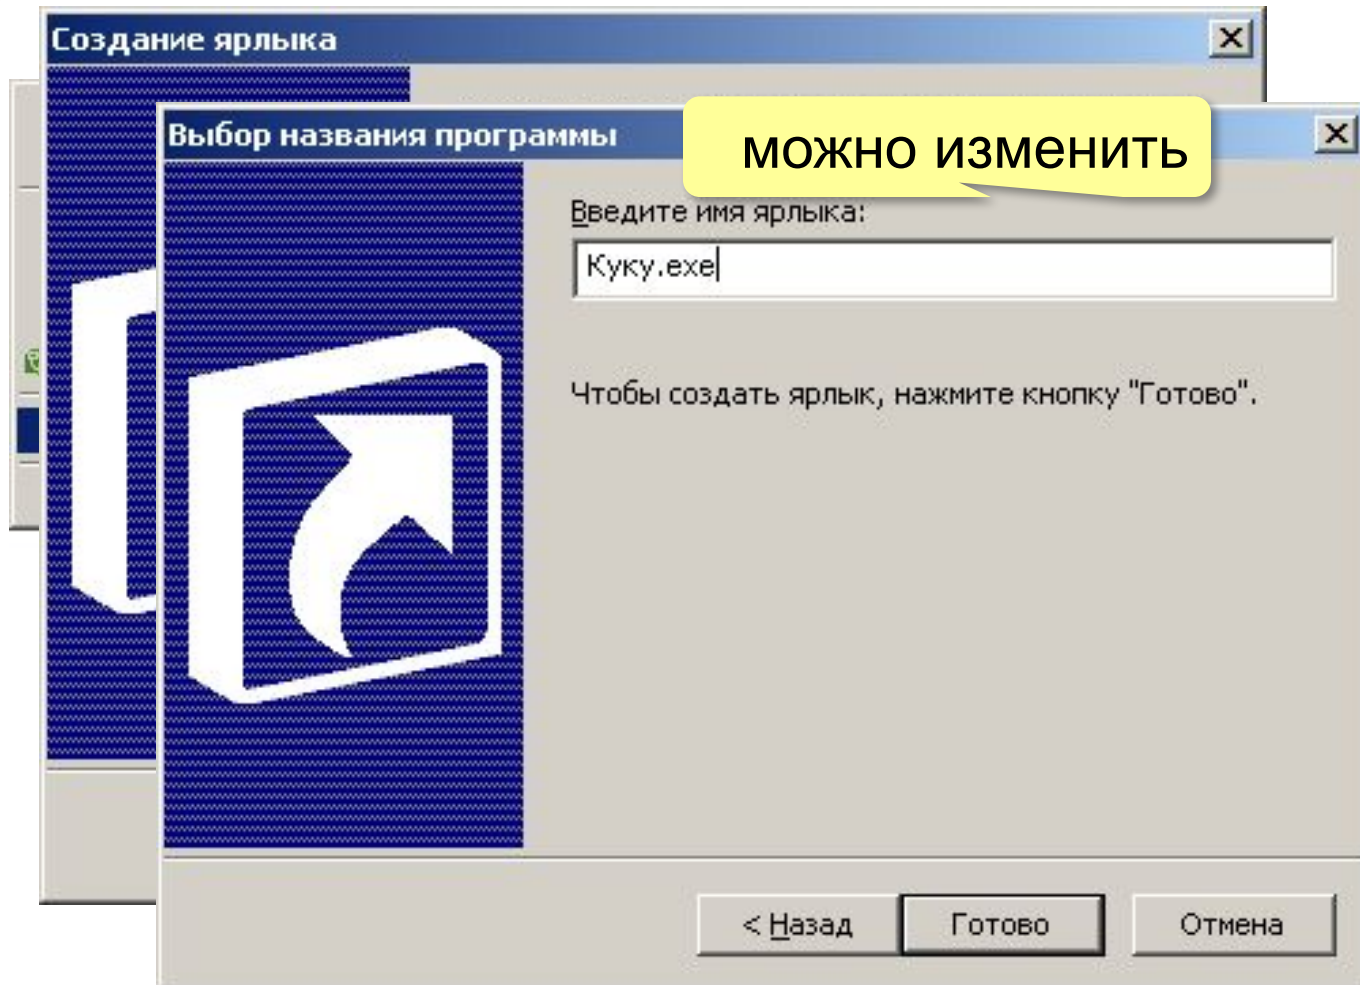 Создание ярлыка
Выбор названия программы
можно изменить
Введите имя ярлыка:
Куку.exe
Чтобы создать ярлык, нажмите кнопку "Готово".
< Назад
Готово
Отмена